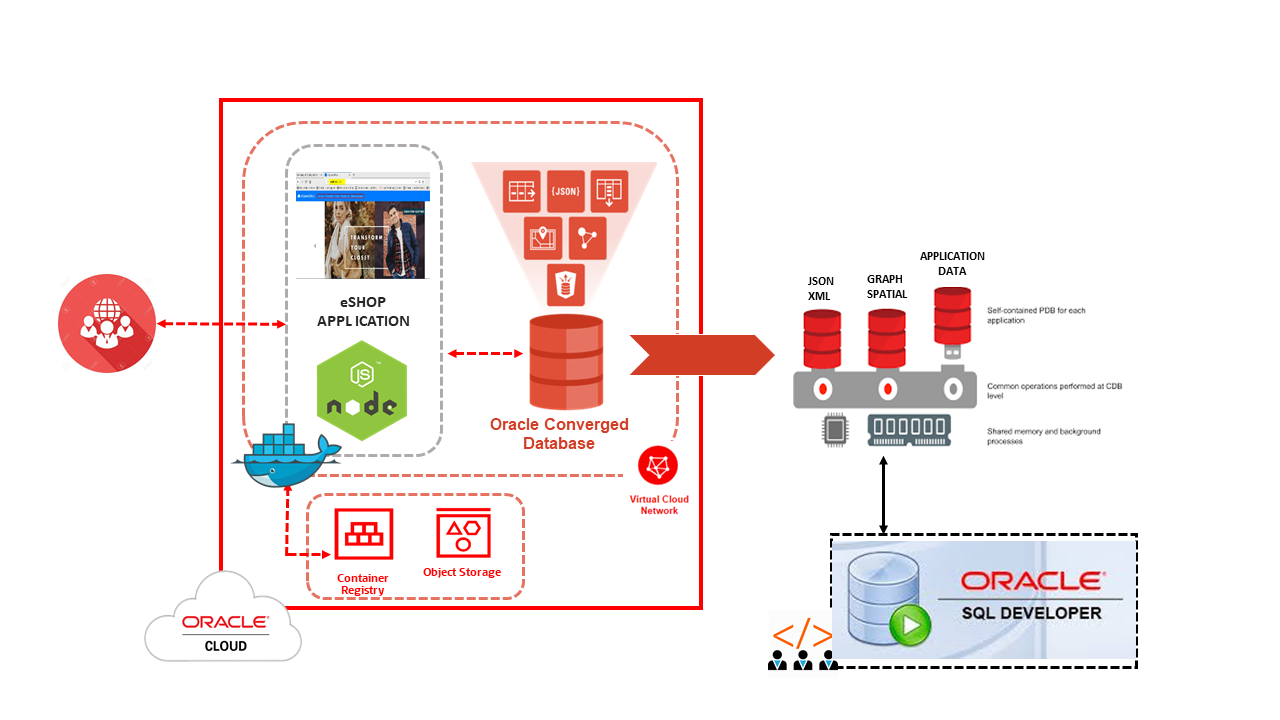 {JSON}
TRANSFORM
YOUR
CLOSET
eSHOP
APPLICATION
JS
node
Oracle Converged
Database
Virtual Cloud
Network
Container
Registry
Object Storage
ORACLE
CLOUD
JSON
XML
GRAPH
SPATIAL
APPLICATION
DATA
Self-contained PDB for each
application
Common operations performed at CDB
level
Shared memory and background
processes
ORACLE
SQL DEVELOPER